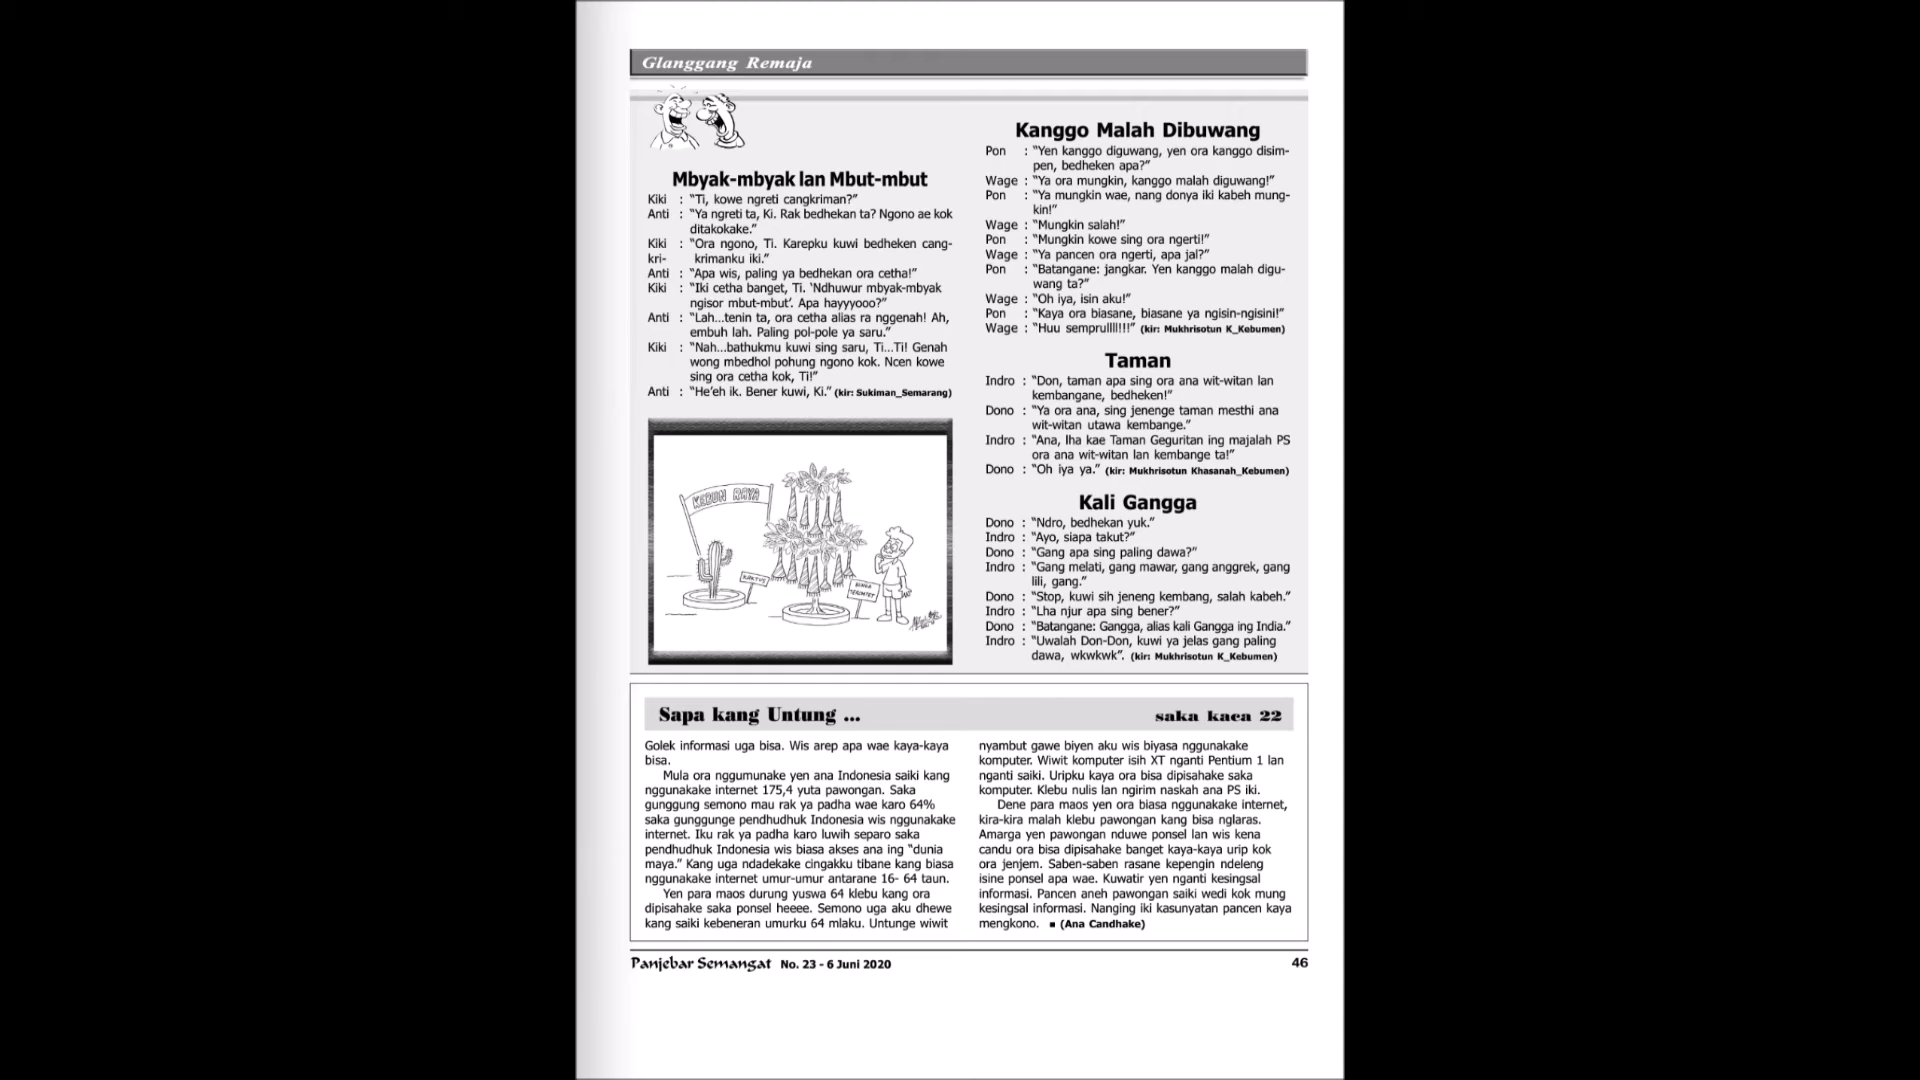 Glanggang Remaja
Mbyak-mbyak lan Mbut-mbut
Kiki : “Ti, kowe ngreti cangkriman?”
Anti : “Ya ngreti ta, Ki. Rak bedhekan ta? Ngono ae kok
ditakokake.”
Kiki : “Ora ngono, Ti. Karepku kuwi bedheken cang-
kri- krimanku iki.”
Anti : “Apa wis, paling ya bedhekan ora cetha!”
Kiki : “Iki cetha banget, Ti. ‘Ndhuwur mbyak-mbyak
ngisor mbut-mbut’. Apa hayyyooo?”
Anti : “Lah...tenin ta, ora cetha alias ra nggenah! Ah,
embuh lah. Paling pol-pole ya saru.”
Kiki : “Nah...bathukmu kuwi sing saru, Ti...Ti! Genah
wong mbedhol pohung ngono kok. Ncen kowe
sing ora cetha kok, Ti!”
Anti : “He’eh ik. Bener kuwi, Ki.” (kir: Sukiman_Semarang)
KEBUN RAYA
KAKTUS
BUNGA
TEROMPET
Kanggo Malah Dibuwang
Pon : “Yen kanggo diguwang, yen ora kanggo disim-
pen, bedheken apa?”
Wage : “Ya ora mungkin, kanggo malah diguwang!”
Pon : “Ya mungkin wae, nang donya iki kabeh mung-
kin!”
Wage : “Mungkin salah!”
Pon : “Mungkin kowe sing ora ngerti!”
Wage : “Ya pancen ora ngerti, apa jal?”
Pon : “Batangane: jangkar. Yen kanggo malah digu-
wang ta?”
Wage : “Oh iya, isin aku!”
Pon : “Kaya ora biasane, biasane ya ngisin-ngisini!”
Wage : “Huu semprullll!!!” (kir: Mukhrisotun K_Kebumen)
Taman
Indro : “Don, taman apa sing ora ana wit-witan lan
kembangane, bedheken!”
Dono : “Ya ora ana, sing jenenge taman mesthi ana
wit-witan utawa kembange.”
Indro : “Ana, lha kae Taman Geguritan ing majalah PS
ora ana wit-witan lan kembange ta!”
Dono : “Oh iya ya.” (kir: Mukhrisotun Khasanah_Kebumen)
Kali Gangga
Dono : “Ndro, bedhekan yuk.”
Indro : “Ayo, siapa takut?”
Dono : “Gang apa sing paling dawa?”
Indro : “Gang melati, gang mawar, gang anggrek, gang
lili, gang.”
Dono : “Stop, kuwi sih jeneng kembang, salah kabeh.”
Indro : “Lha njur apa sing bener?”
Dono : “Batangane: Gangga, alias kali Gangga ing India.”
Indro : “Uwalah Don-Don, kuwi ya jelas gang paling
dawa, wkwkwk”. (kir: Mukhrisotun K_Kebumen)
Sapa kang Untung ... saka kaca 22
Golek informasi uga bisa. Wis arep apa wae kaya-kaya
bisa.
Mula ora nggumunake yen ana Indonesia saiki kang
nggunakake internet 175,4 yuta pawongan. Saka
gunggung semono mau rak ya padha wae karo 64%
saka gunggunge pendhudhuk Indonesia wis nggunakake
internet. Iku rak ya padha karo luwih separo saka
pendhudhuk Indonesia wis biasa akses ana ing “dunia
maya.” Kang uga ndadekake cingakku tibane kang biasa
nggunakake internet umur-umur antarane 16- 64 taun.
Yen para maos durung yuswa 64 klebu kang ora
dipisahake saka ponsel heeee. Semono uga aku dhewe
kang saiki kebeneran umurku 64 mlaku. Untunge wiwit
nyambut gawe biyen aku wis biyasa nggunakake
komputer. Wiwit komputer isih XT nganti Pentium 1 lan
nganti saiki. Uripku kaya ora bisa dipisahake saka
komputer. Klebu nulis lan ngirim naskah ana PS iki.
Dene para maos yen ora biasa nggunakake internet,
kira-kira malah klebu pawongan kang bisa nglaras.
Amarga yen pawongan nduwe ponsel lan wis kena
candu ora bisa dipisahake banget kaya-kaya urip kok
ora jenjem. Saben-saben rasane kepengin ndeleng
isine ponsel apa wae. Kuwatir yen nganti kesingsal
informasi. Pancen aneh pawongan saiki wedi kok mung
kesingsal informasi. Nanging iki kasunyatan pancen kaya
mengkono. ■ (Ana Candhake)
Panjebar Semangat No. 23 - 6 Juni 2020 46